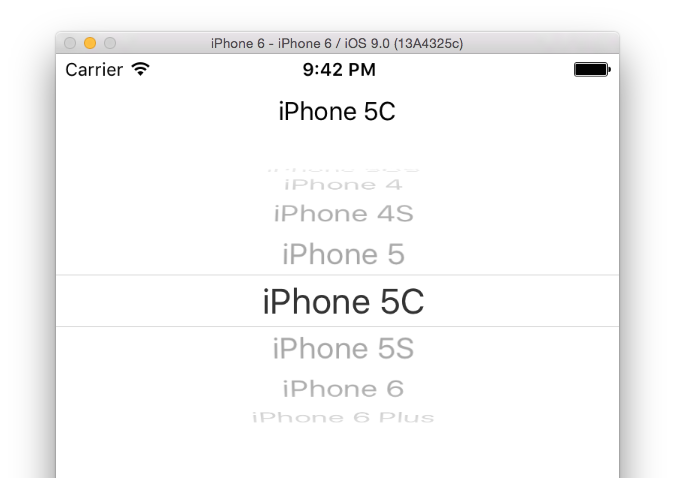 iPhone 6 - iPhone 6 / iOS 9.0 (13A4325c)
Carrier 9:42 PM
iPhone 5C
iPhone 4
iPhone 4S
iPhone 5
iPhone 5C
iPhone 5S
iPhone 6
iPhone 6 Plus